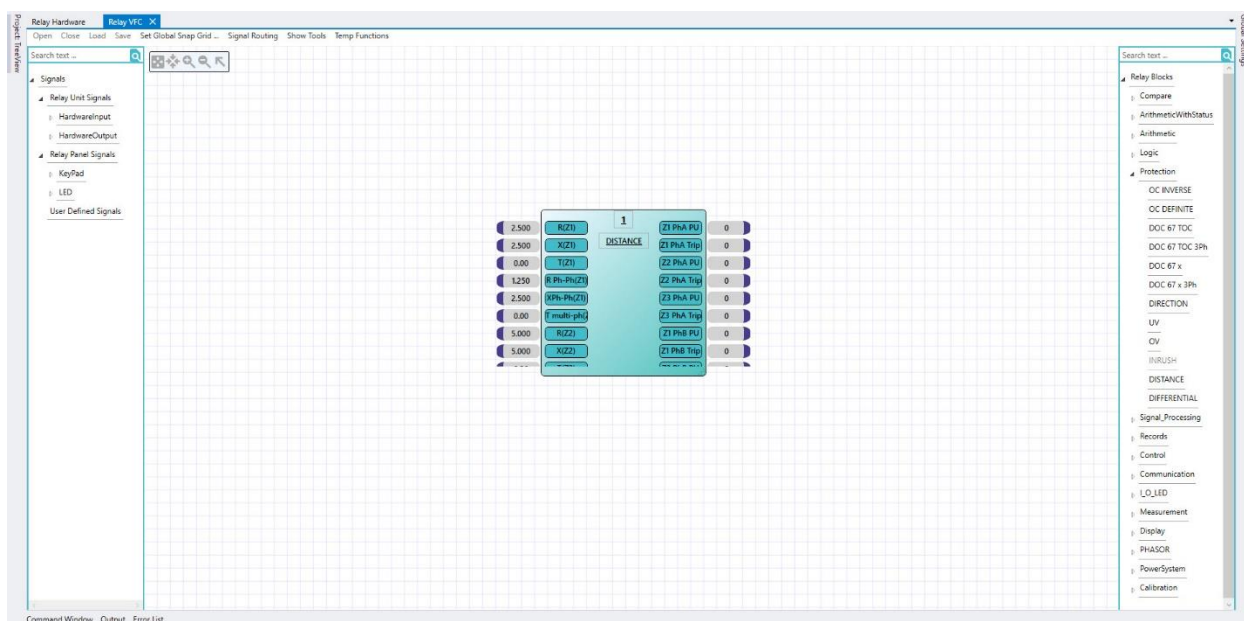 Relay Hardware Relay VFC X
Open Close Load Save Set Global Snap Grid ... Signal Routing Show Tools Temp Functions
Project: TreeView
Search text ...
Signals
Relay Unit Signals
HardwareInput
HardwareOutput
Relay Panel Signals
KeyPad
LED
User Defined Signals
1
DISTANCE
2.500 R(Z1) Z1 PhA PU 0
2.500 X(Z1) Z1 PhA Trip 0
0.00 T(Z1) Z2 PhA PU 0
1.250 R Ph-Ph(Z1) Z2 PhA Trip 0
2.500 XPh-Ph(Z1) Z3 PhA PU 0
0.00 T multi-ph(Z Z3 PhA Trip 0
5.000 R(Z2) Z1 PhB PU 0
5.000 X(Z2) Z1 PhB Trip 0
Search text ...
Relay Blocks
Compare
ArithmeticWithStatus
Arithmetic
Logic
Protection
OC INVERSE
OC DEFINITE
DOC 67 TOC
DOC 67 TOC 3Ph
DOC 67 x
DOC 67 x 3Ph
DIRECTION
UV
OV
INRUSH
DISTANCE
DIFFERENTIAL
Signal_Processing
Records
Control
Communication
I_O_LED
Measurement
Display
PHASOR
PowerSystem
Calibration
Settings
Command Window Output Error List